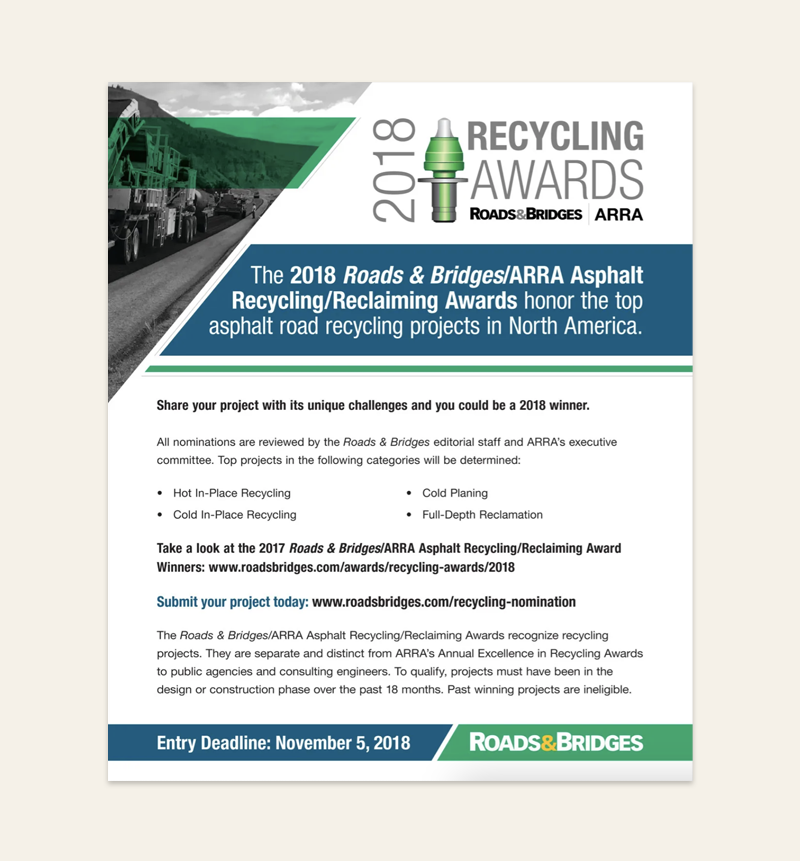 2018
RECYCLING
AWARDS
ROADS&BRIDGES | ARRA
The 2018 Roads & Bridges/ARRA Asphalt
Recycling/Reclaiming Awards honor the top
asphalt road recycling projects in North America.
Share your project with its unique challenges and you could be a 2018 winner.
All nominations are reviewed by the Roads & Bridges editorial staff and ARRA's executive
committee. Top projects in the following categories will be determined:
• Hot In-Place Recycling
• Cold In-Place Recycling
• Cold Planing
• Full-Depth Reclamation
Take a look at the 2017 Roads & Bridges/ARRA Asphalt Recycling/Reclaiming Award
Winners: www.roadsbridges.com/awards/recycling-awards/2018
Submit your project today: www.roadsbridges.com/recycling-nomination
The Roads & Bridges/ARRA Asphalt Recycling/Reclaiming Awards recognize recycling
projects. They are separate and distinct from ARRA's Annual Excellence in Recycling Awards
to public agencies and consulting engineers. To qualify, projects must have been in the
design or construction phase over the past 18 months. Past winning projects are ineligible.
Entry Deadline: November 5, 2018
ROADS&BRIDGES